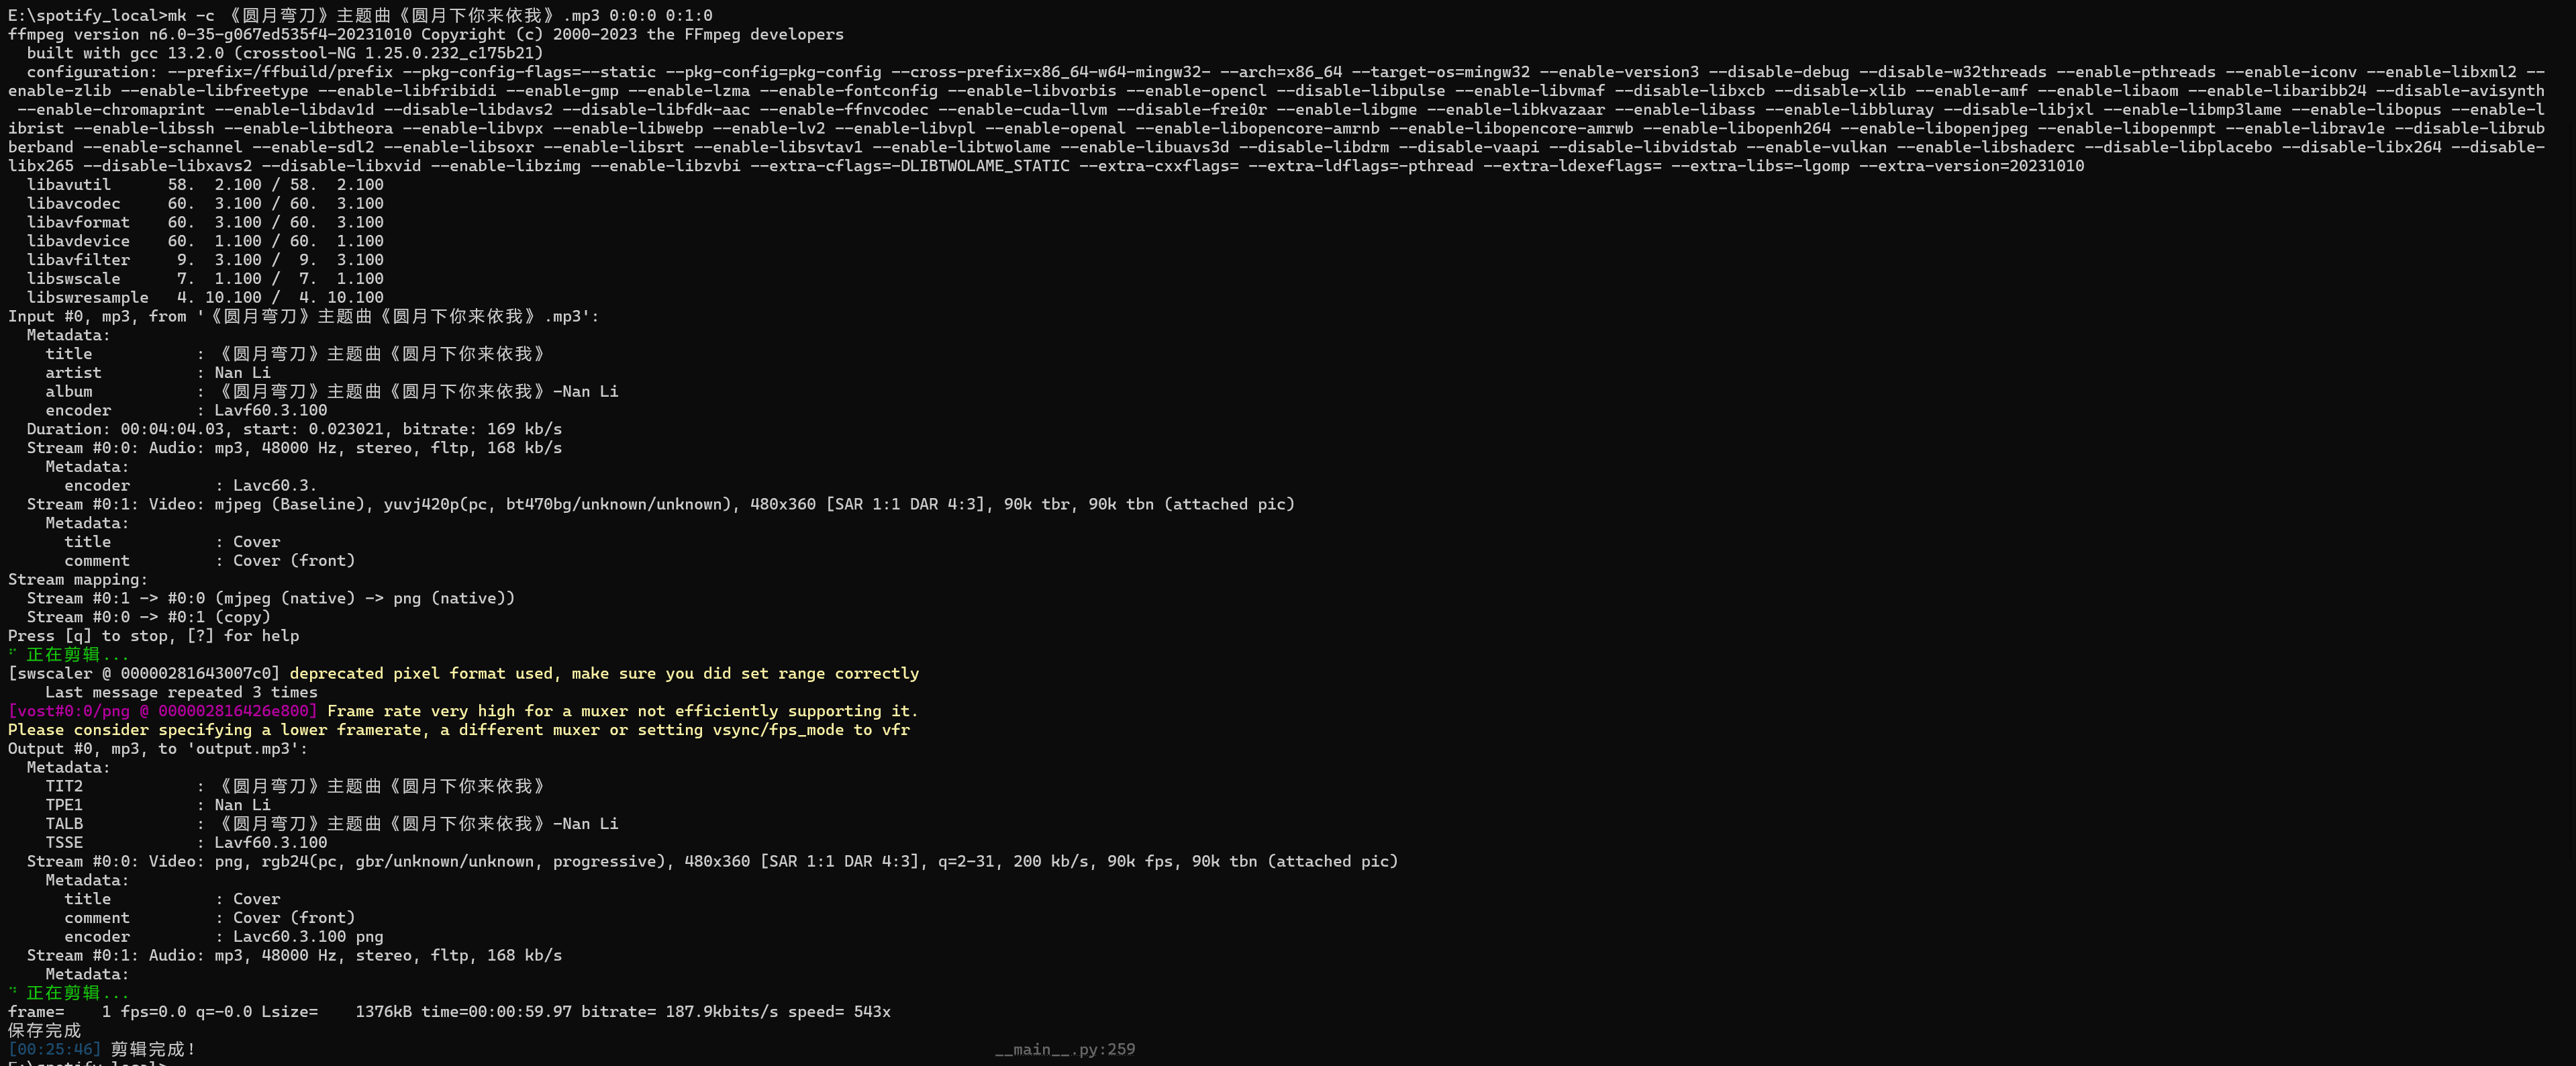 E:\spotify_local>mk -c 《圆月弯刀》主题曲《圆月下你来依我》.mp3 0:0:0 0:1:0
ffmpeg version n6.0-35-g067ed535f4-20231010 Copyright (c) 2000-2023 the FFmpeg developers
  built with gcc 13.2.0 (crosstool-NG 1.25.0.232_c175b21)
  configuration: --prefix=/ffbuild/prefix --pkg-config-flags=--static --pkg-config=pkg-config --cross-prefix=x86_64-w64-mingw32- --arch=x86_64 --target-os=mingw32 --enable-version3 --disable-debug --disable-w32threads --enable-pthreads --enable-iconv --enable-libxml2 --
enable-zlib --enable-libfreetype --enable-libfribidi --enable-gmp --enable-lzma --enable-fontconfig --enable-libvorbis --enable-opencl --disable-libpulse --enable-libvmaf --disable-libxcb --disable-xlib --enable-amf --enable-libaom --enable-libaribb24 --disable-avisynth
 --enable-chromaprint --enable-libdav1d --disable-libdavs2 --disable-libfdk-aac --enable-ffnvcodec --enable-cuda-llvm --disable-frei0r --enable-libgme --enable-libkvazaar --enable-libass --enable-libbluray --disable-libjxl --enable-libmp3lame --enable-libopus --enable-l
ibrist --enable-libssh --enable-libtheora --enable-libvpx --enable-libwebp --enable-lv2 --enable-libvpl --enable-openal --enable-libopencore-amrnb --enable-libopencore-amrwb --enable-libopenh264 --enable-libopenjpeg --enable-libopenmpt --enable-librav1e --disable-librub
berband --enable-schannel --enable-sdl2 --enable-libsoxr --enable-libsrt --enable-libsvtav1 --enable-libtwolame --enable-libuavs3d --disable-libdrm --disable-vaapi --disable-libvidstab --enable-vulkan --enable-libshaderc --disable-libplacebo --disable-libx264 --disable-
libx265 --disable-libxavs2 --disable-libxvid --enable-libzimg --enable-libzvbi --extra-cflags=-DLIBTWOLAME_STATIC --extra-cxxflags= --extra-ldflags=-pthread --extra-ldexeflags= --extra-libs=-lgomp --extra-version=20231010
  libavutil      58.  2.100 / 58.  2.100
  libavcodec     60.  3.100 / 60.  3.100
  libavformat    60.  3.100 / 60.  3.100
  libavdevice    60.  1.100 / 60.  1.100
  libavfilter     9.  3.100 /  9.  3.100
  libswscale      7.  1.100 /  7.  1.100
  libswresample   4. 10.100 /  4. 10.100
Input #0, mp3, from '《圆月弯刀》主题曲《圆月下你来依我》.mp3':
  Metadata:
    title           : 《圆月弯刀》主题曲《圆月下你来依我》
    artist          : Nan Li
    album           : 《圆月弯刀》主题曲《圆月下你来依我》-Nan Li
    encoder         : Lavf60.3.100
  Duration: 00:04:04.03, start: 0.023021, bitrate: 169 kb/s
  Stream #0:0: Audio: mp3, 48000 Hz, stereo, fltp, 168 kb/s
    Metadata:
      encoder         : Lavc60.3.
  Stream #0:1: Video: mjpeg (Baseline), yuvj420p(pc, bt470bg/unknown/unknown), 480x360 [SAR 1:1 DAR 4:3], 90k tbr, 90k tbn (attached pic)
    Metadata:
      title           : Cover
      comment         : Cover (front)
Stream mapping:
  Stream #0:1 -> #0:0 (mjpeg (native) -> png (native))
  Stream #0:0 -> #0:1 (copy)
Press [q] to stop, [?] for help
正在剪辑...
[swscaler @ 00000281643007c0] deprecated pixel format used, make sure you did set range correctly
    Last message repeated 3 times
[vost#0:0/png @ 000002816426e800] Frame rate very high for a muxer not efficiently supporting it.
Please consider specifying a lower framerate, a different muxer or setting vsync/fps_mode to vfr
Output #0, mp3, to 'output.mp3':
  Metadata:
    TIT2            : 《圆月弯刀》主题曲《圆月下你来依我》
    TPE1            : Nan Li
    TALB            : 《圆月弯刀》主题曲《圆月下你来依我》-Nan Li
    TSSE            : Lavf60.3.100
  Stream #0:0: Video: png, rgb24(pc, gbr/unknown/unknown, progressive), 480x360 [SAR 1:1 DAR 4:3], q=2-31, 200 kb/s, 90k fps, 90k tbn (attached pic)
    Metadata:
      title           : Cover
      comment         : Cover (front)
      encoder         : Lavc60.3.100 png
  Stream #0:1: Audio: mp3, 48000 Hz, stereo, fltp, 168 kb/s
    Metadata:
正在剪辑...
frame=    1 fps=0.0 q=-0.0 Lsize=    1376kB time=00:00:59.97 bitrate= 187.9kbits/s speed= 543x
保存完成
[00:25:46] 剪辑完成! __main__.py:259
E:\spotify_local>